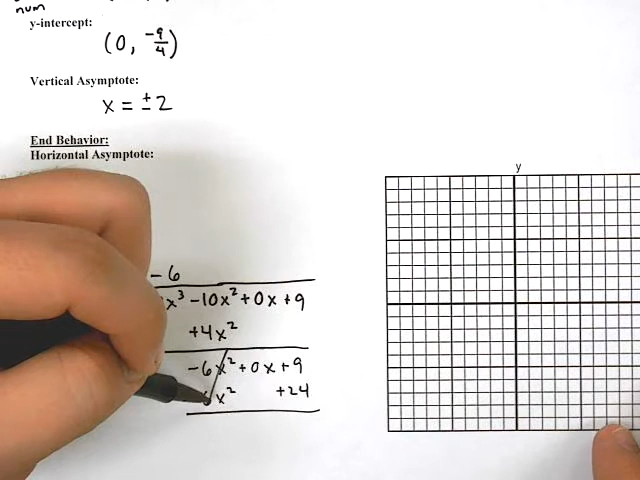 num
y-intercept:
(0, -9/4)
Vertical Asymptote:
x = ± 2
End Behavior:
Horizontal Asymptote:
y
- 6
x³ - 10x² + 0x + 9
+ 4x²
- 6x² + 0x + 9
x² + 24